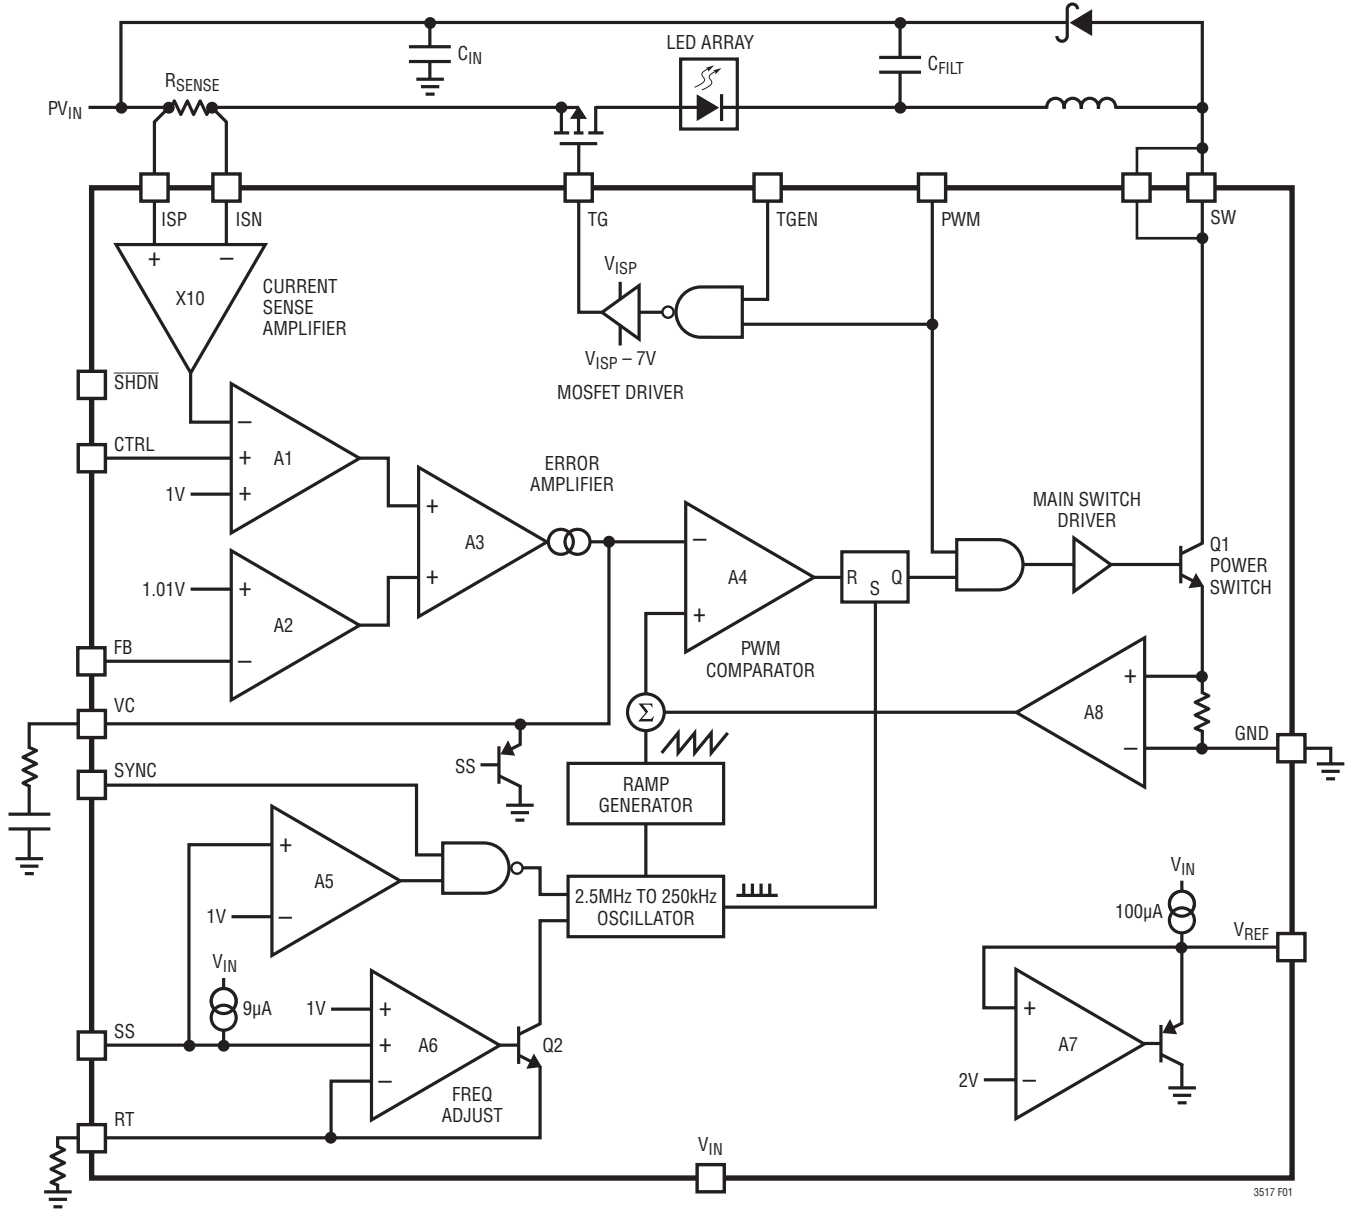 LED ARRAY
C_IN
C_FILT
R_SENSE
PV_IN
ISP
ISN
TG
TGEN
PWM
SW
+
−
X10
CURRENT
SENSE
AMPLIFIER
V_ISP
V_ISP – 7V
MOSFET DRIVER
SHDN
CTRL
1V
−
+
+
A1
ERROR
AMPLIFIER
+
+
A3
1.01V
+
−
A2
FB
VC
SYNC
−
+
A4
PWM
COMPARATOR
R
S
Q
MAIN SWITCH
DRIVER
Q1
POWER
SWITCH
+
−
A8
GND
Σ
SS
RAMP
GENERATOR
+
−
A5
1V
2.5MHz TO 250kHz
OSCILLATOR
V_IN
9µA
SS
1V
+
+
−
A6
Q2
FREQ
ADJUST
RT
V_IN
100µA
V_REF
+
−
A7
2V
V_IN
3517 F01